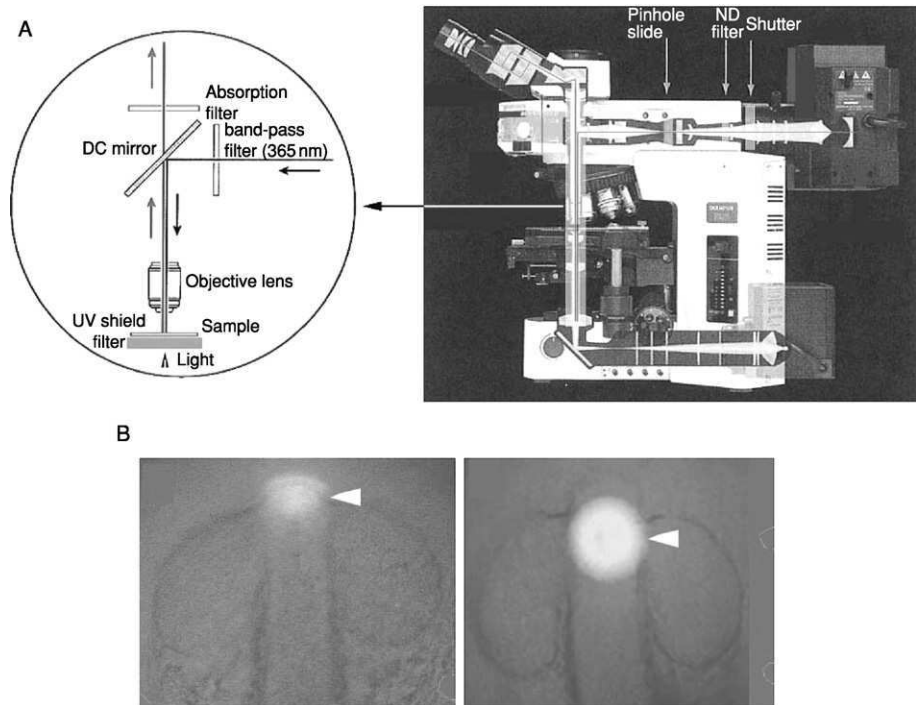 A
Absorption
filter
band-pass
filter (365 nm)
DC mirror
Objective lens
UV shield
filter
Sample
Light
Pinhole
slide
ND
filter
Shutter
B